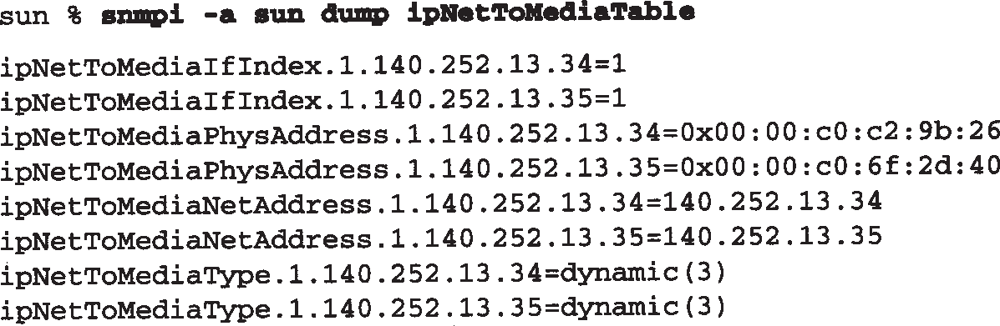 sun % snmpi -a sun dump ipNetToMediaTable
ipNetToMediaIfIndex.1.140.252.13.34=1
ipNetToMediaIfIndex.1.140.252.13.35=1
ipNetToMediaPhysAddress.1.140.252.13.34=0x00:00:c0:c2:9b:26
ipNetToMediaPhysAddress.1.140.252.13.35=0x00:00:c0:6f:2d:40
ipNetToMediaNetAddress.1.140.252.13.34=140.252.13.34
ipNetToMediaNetAddress.1.140.252.13.35=140.252.13.35
ipNetToMediaType.1.140.252.13.34=dynamic(3)
ipNetToMediaType.1.140.252.13.35=dynamic(3)